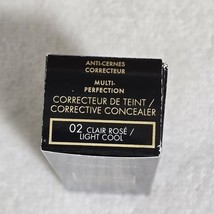 ANTI-CERNES
CORRECTEUR
MULTI-
PERFECTION
CORRECTEUR DE TEINT /
CORRECTIVE CONCEALER
02 CLAIR ROSÉ /
LIGHT COOL